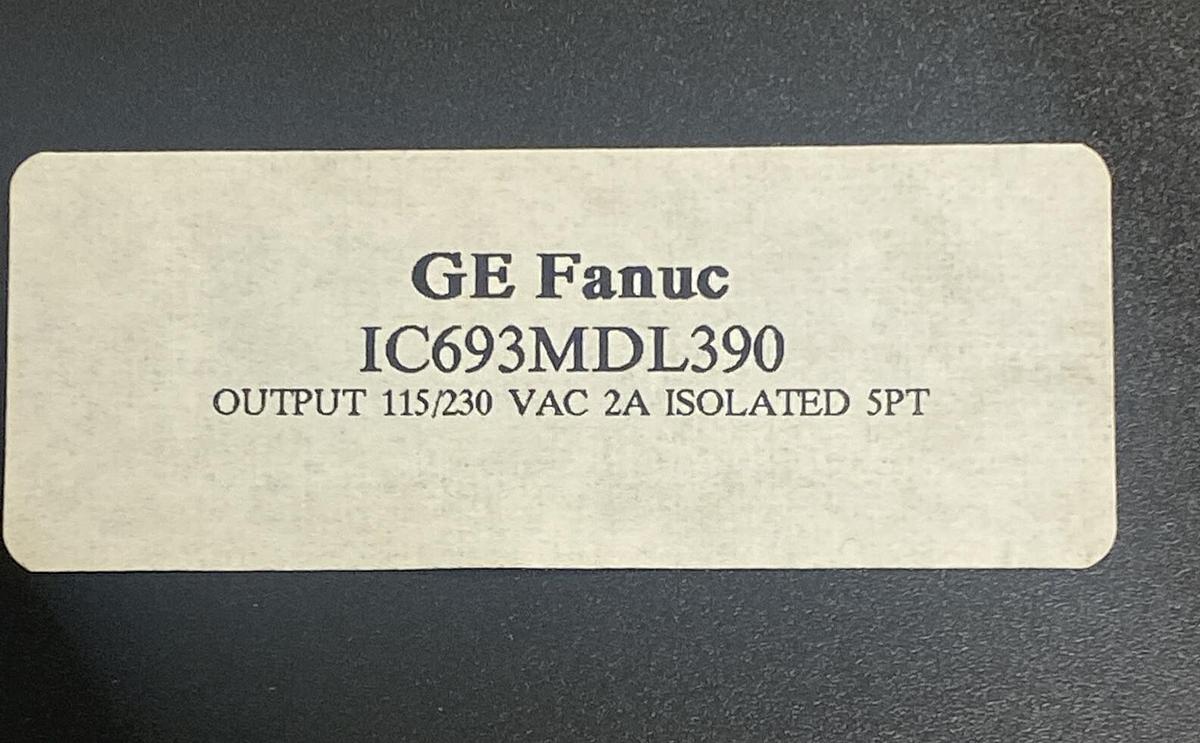 GE Fanuc
IC693MDL390
OUTPUT 115/230 VAC 2A ISOLATED 5PT